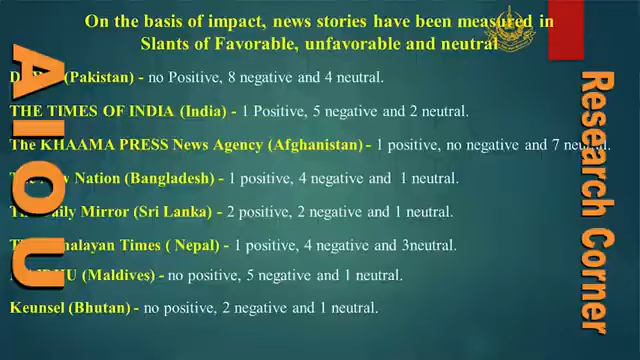 On the basis of impact, news stories have been measured in
Slants of Favorable, unfavorable and neutral
(Pakistan) - no Positive, 8 negative and 4 neutral.
THE TIMES OF INDIA (India) - 1 Positive, 5 negative and 2 neutral.
The KHAAMA PRESS News Agency (Afghanistan) - 1 positive, no negative and 7 neutral.
Nation (Bangladesh) - 1 positive, 4 negative and 1 neutral.
Daily Mirror (Sri Lanka) - 2 positive, 2 negative and 1 neutral.
Times ( Nepal) - 1 positive, 4 negative and 3neutral.
(Maldives) - no positive, 5 negative and 1 neutral.
Keunsel (Bhutan) - no positive, 2 negative and 1 neutral.
AIOU
Research Corner